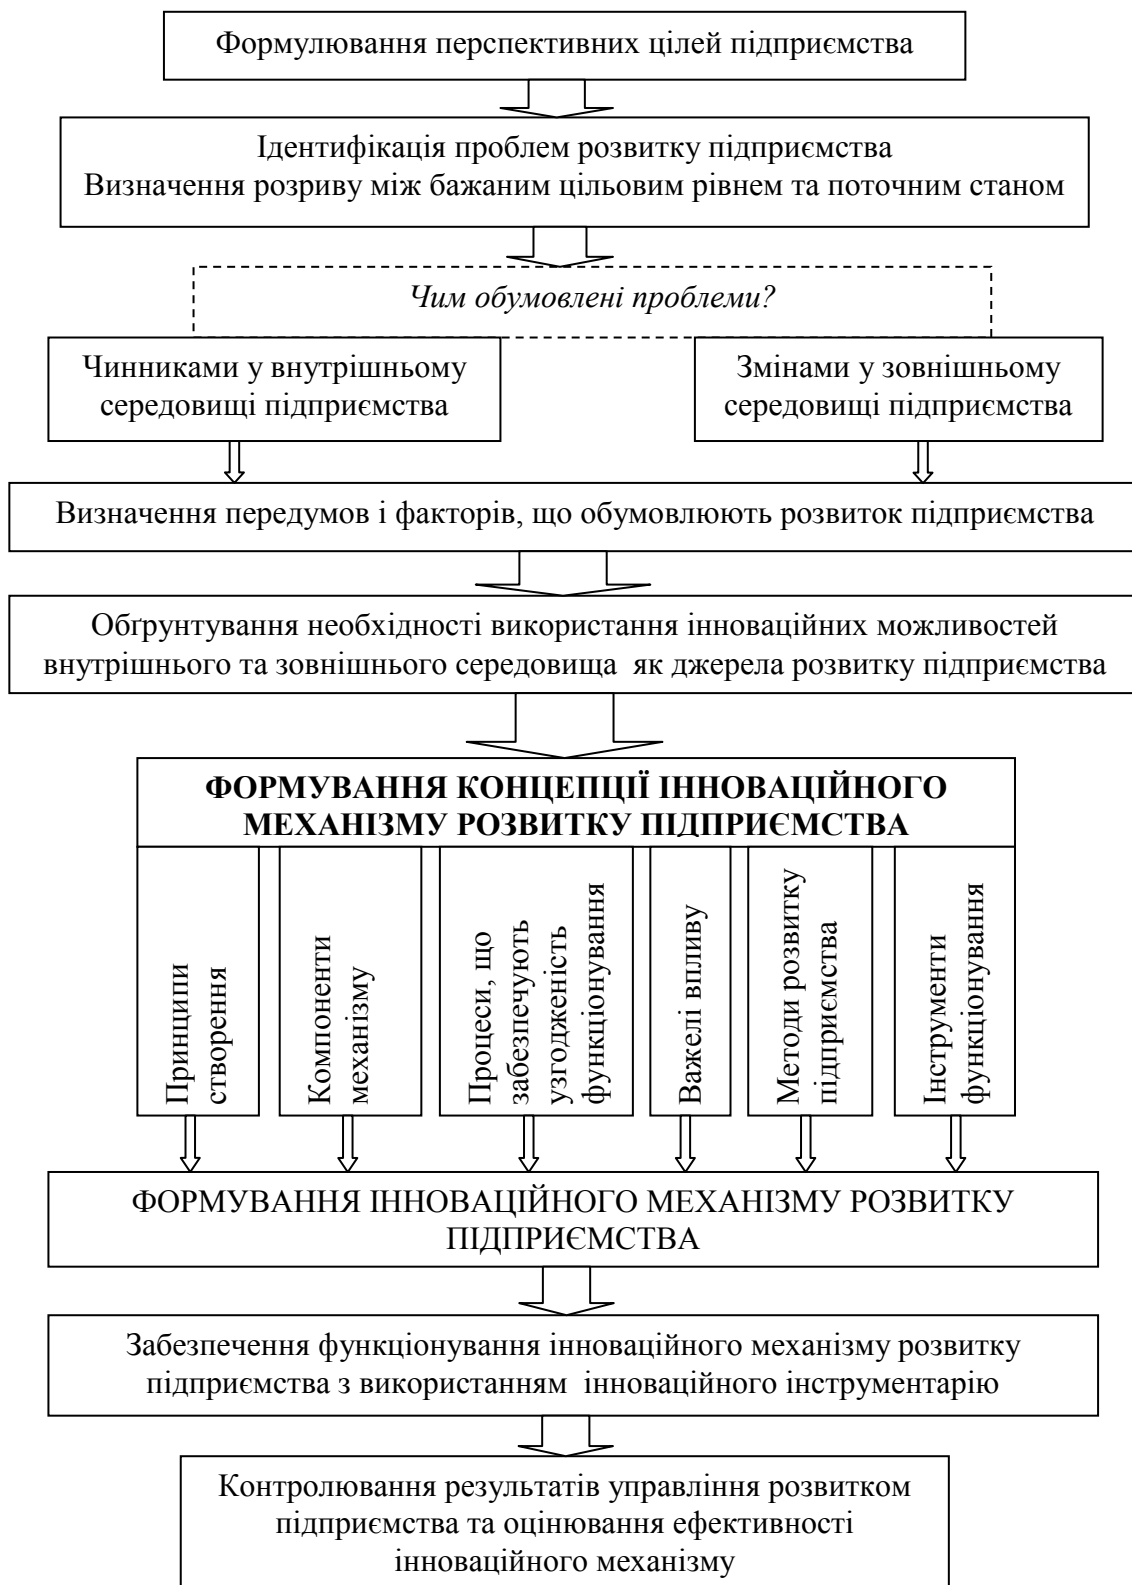 Формулювання перспективних цілей підприємства
Ідентифікація проблем розвитку підприємства
Визначення розриву між бажаним цільовим рівнем та поточним станом
Чим обумовлені проблеми?
Чинниками у внутрішньому
середовищі підприємства
Змінами у зовнішньому
середовищі підприємства
Визначення передумов і факторів, що обумовлюють розвиток підприємства
Обґрунтування необхідності використання інноваційних можливостей
внутрішнього та зовнішнього середовища як джерела розвитку підприємства
ФОРМУВАННЯ КОНЦЕПЦІЇ ІННОВАЦІЙНОГО
МЕХАНІЗМУ РОЗВИТКУ ПІДПРИЄМСТВА
Принципи
створення
Компоненти
механізму
Процеси, що
забезпечують
узгодженість
функціонування
Важелі впливу
Методи розвитку
підприємства
Інструменти
функціонування
ФОРМУВАННЯ ІННОВАЦІЙНОГО МЕХАНІЗМУ РОЗВИТКУ
ПІДПРИЄМСТВА
Забезпечення функціонування інноваційного механізму розвитку
підприємства з використанням інноваційного інструментарію
Контролювання результатів управління розвитком
підприємства та оцінювання ефективності
інноваційного механізму